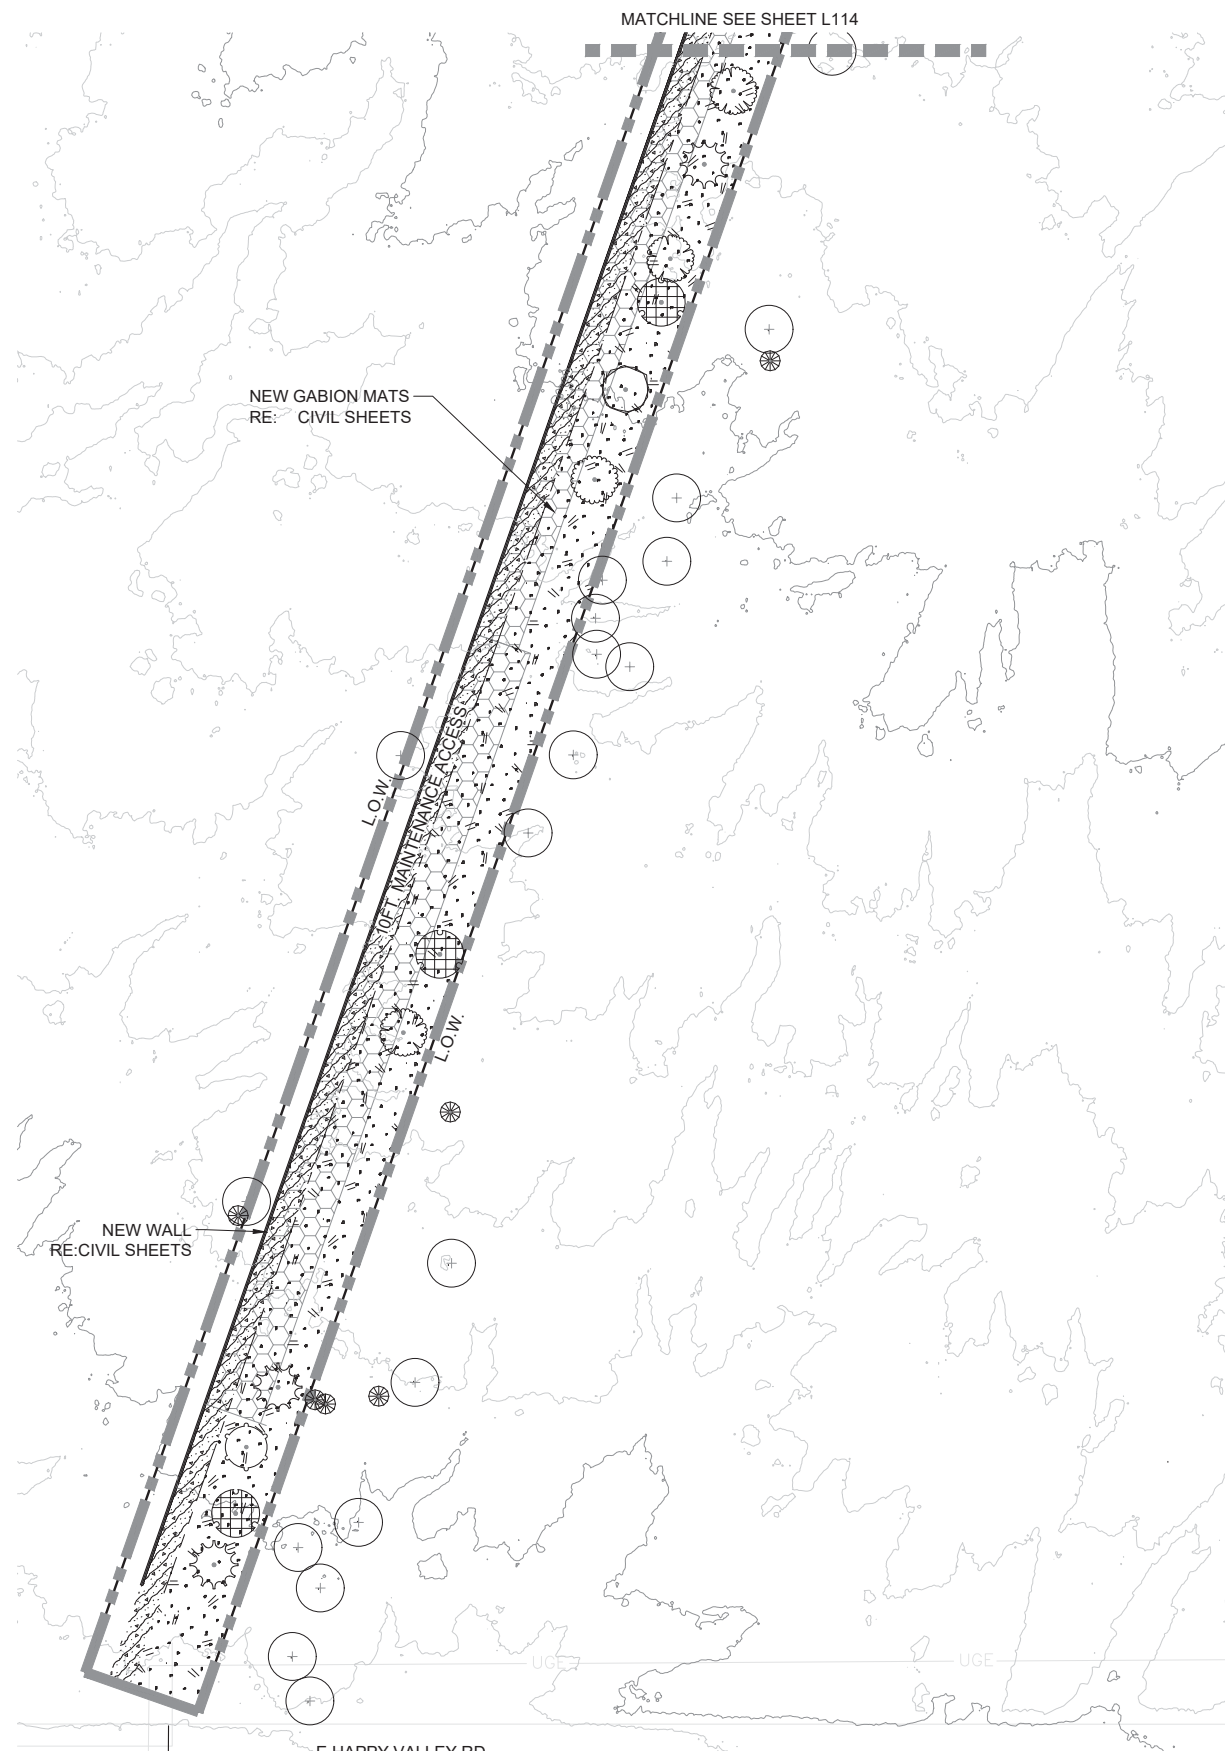 MATCHLINE SEE SHEET L114
NEW GABION MATS
RE: CIVIL SHEETS
L.O.W.
10FT. MAINTENANCE ACCESS
L.O.W.
NEW WALL
RE:CIVIL SHEETS
UGE
UGE
E HAPPY VALLEY RD